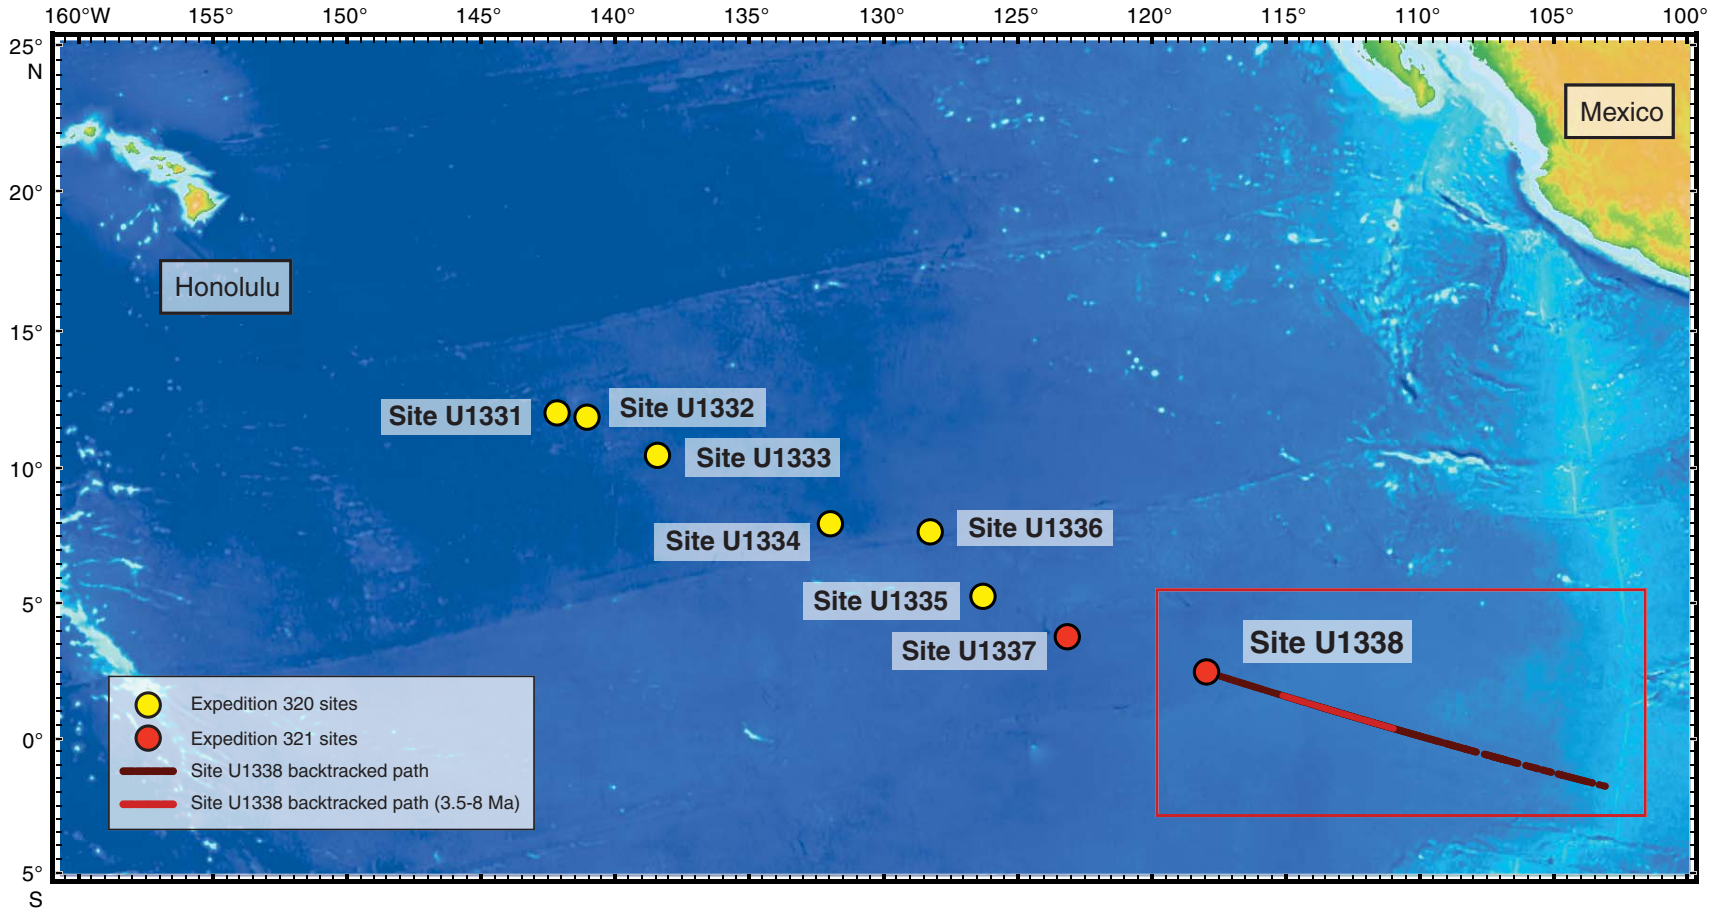 160°W 155° 150° 145° 140° 135° 130° 125° 120° 115° 110° 105° 100°
25°
N
Mexico
20°
Honolulu
15°
Site U1331
Site U1332
10°
Site U1333
Site U1334
Site U1336
5°
Site U1335
Site U1337
Site U1338
Expedition 320 sites
0°
Expedition 321 sites
Site U1338 backtracked path
Site U1338 backtracked path (3.5-8 Ma)
5°
S